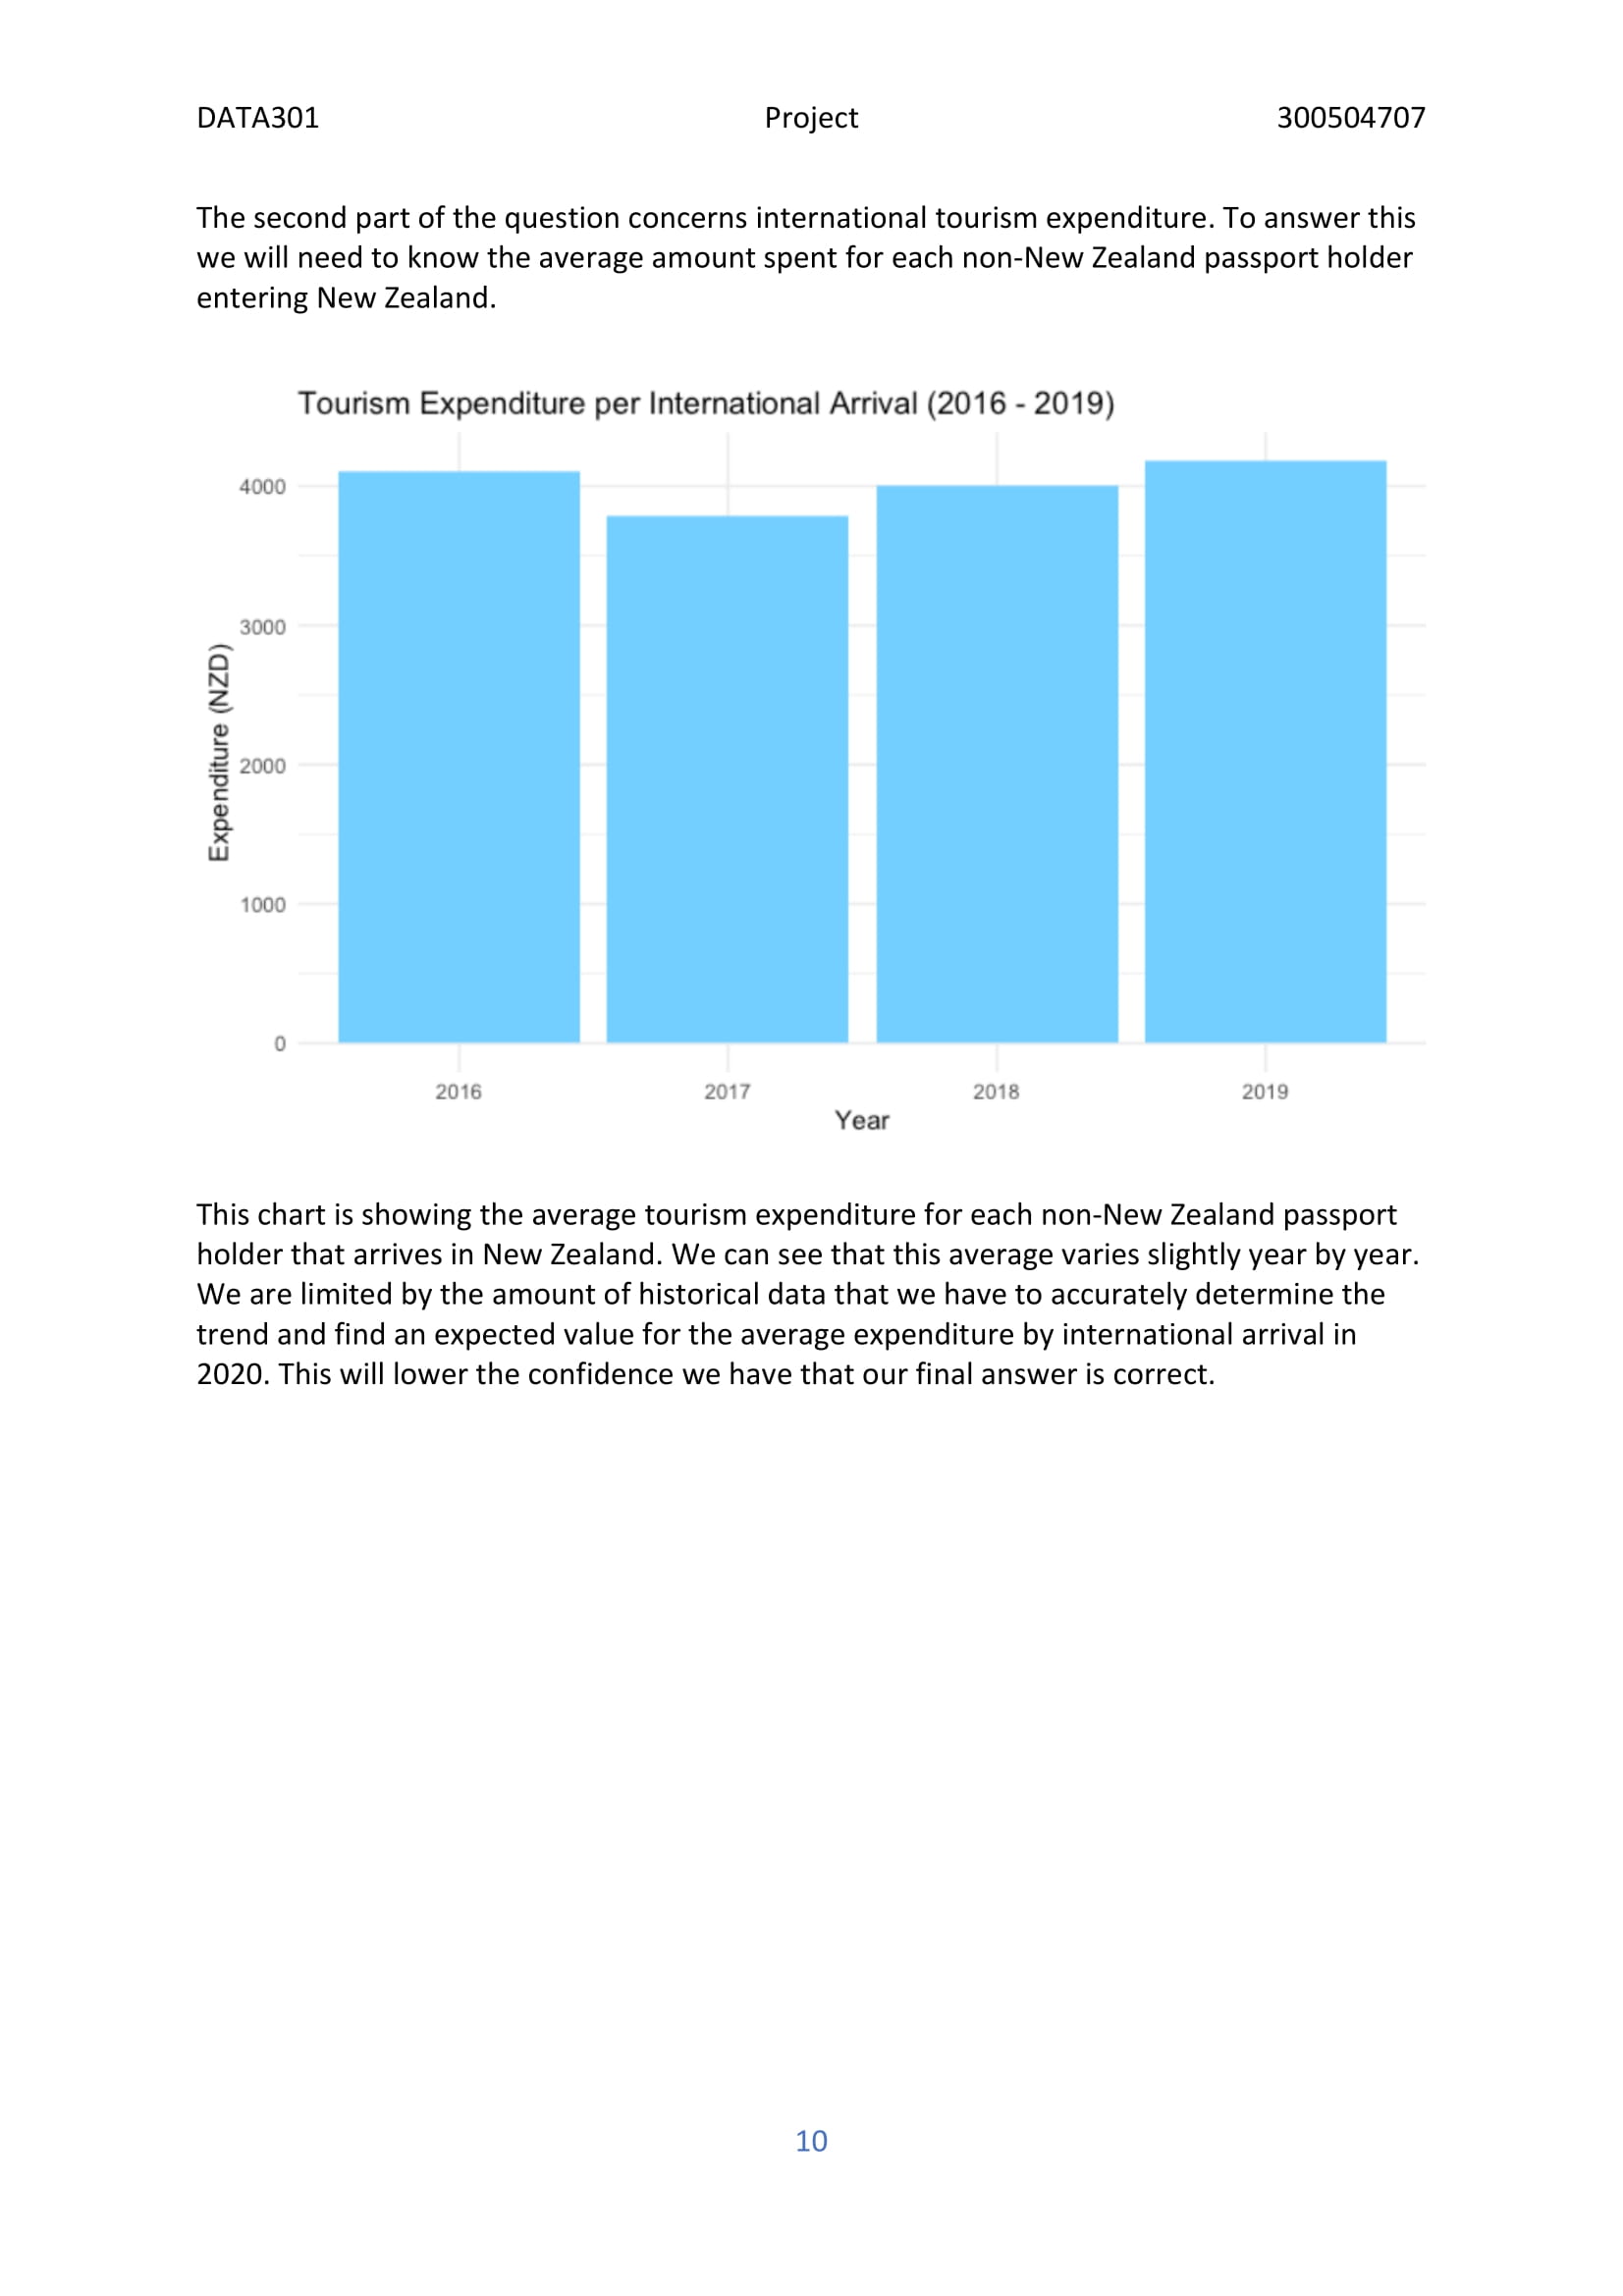 DATA301 Project 300504707
The second part of the question concerns international tourism expenditure. To answer this
we will need to know the average amount spent for each non-New Zealand passport holder
entering New Zealand.
Tourism Expenditure per International Arrival (2016 - 2019)
Expenditure (NZD)
4000
3000
2000
1000
0
2016 2017 2018 2019
Year
This chart is showing the average tourism expenditure for each non-New Zealand passport
holder that arrives in New Zealand. We can see that this average varies slightly year by year.
We are limited by the amount of historical data that we have to accurately determine the
trend and find an expected value for the average expenditure by international arrival in
2020. This will lower the confidence we have that our final answer is correct.
10